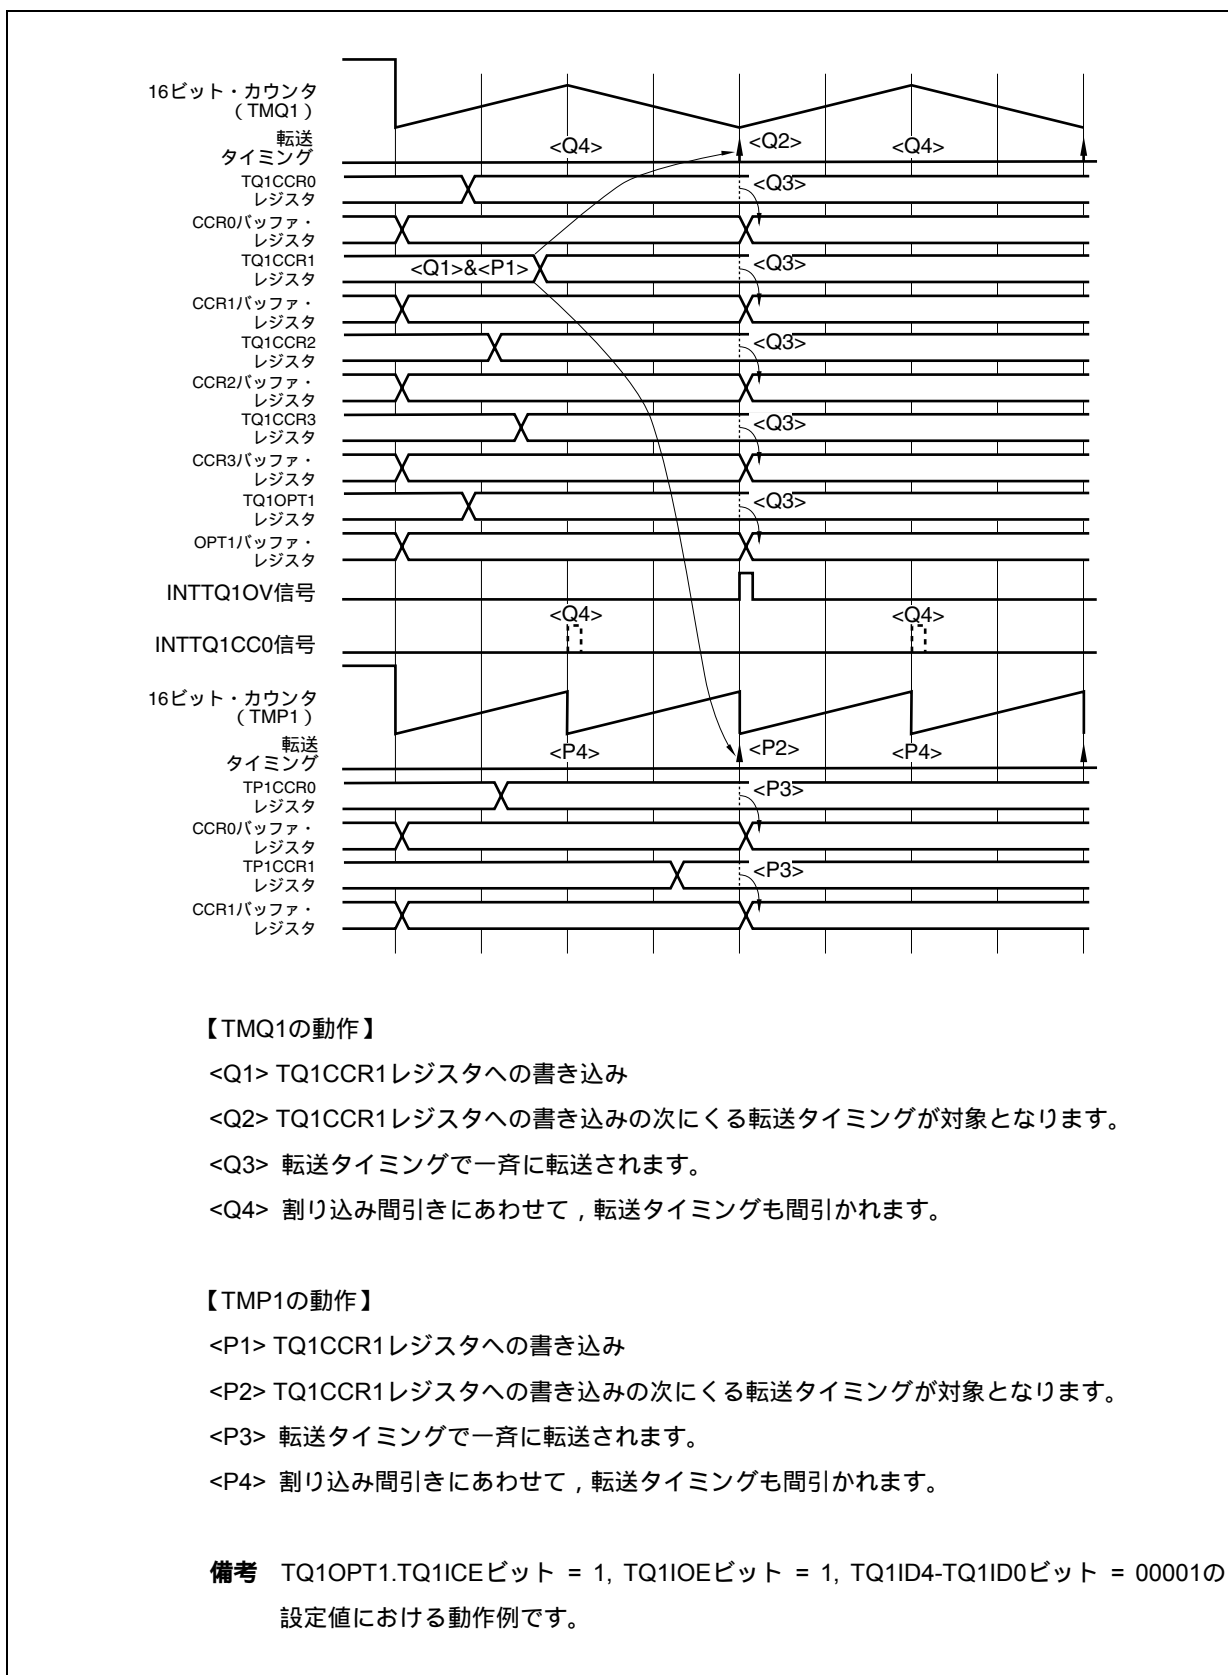 16ビット・カウンタ
（TMQ1）
転送
タイミング
<Q4>
<Q2>
<Q4>
TQ1CCR0
レジスタ
<Q3>
CCR0バッファ・
レジスタ
TQ1CCR1
レジスタ
<Q1>&<P1>
<Q3>
CCR1バッファ・
レジスタ
TQ1CCR2
レジスタ
<Q3>
CCR2バッファ・
レジスタ
TQ1CCR3
レジスタ
<Q3>
CCR3バッファ・
レジスタ
TQ1OPT1
レジスタ
<Q3>
OPT1バッファ・
レジスタ
INTTQ1OV信号
<Q4>
<Q4>
INTTQ1CC0信号
16ビット・カウンタ
（TMP1）
転送
タイミング
<P4>
<P2>
<P4>
TP1CCR0
レジスタ
<P3>
CCR0バッファ・
レジスタ
TP1CCR1
レジスタ
<P3>
CCR1バッファ・
レジスタ
【TMQ1の動作】
<Q1> TQ1CCR1レジスタへの書き込み
<Q2> TQ1CCR1レジスタへの書き込みの次にくる転送タイミングが対象となります。
<Q3> 転送タイミングで一斉に転送されます。
<Q4> 割り込み間引きにあわせて，転送タイミングも間引かれます。
【TMP1の動作】
<P1> TQ1CCR1レジスタへの書き込み
<P2> TQ1CCR1レジスタへの書き込みの次にくる転送タイミングが対象となります。
<P3> 転送タイミングで一斉に転送されます。
<P4> 割り込み間引きにあわせて，転送タイミングも間引かれます。
備考 TQ1OPT1.TQ1ICEビット = 1, TQ1IOEビット = 1, TQ1ID4-TQ1ID0ビット = 00001の
設定値における動作例です。